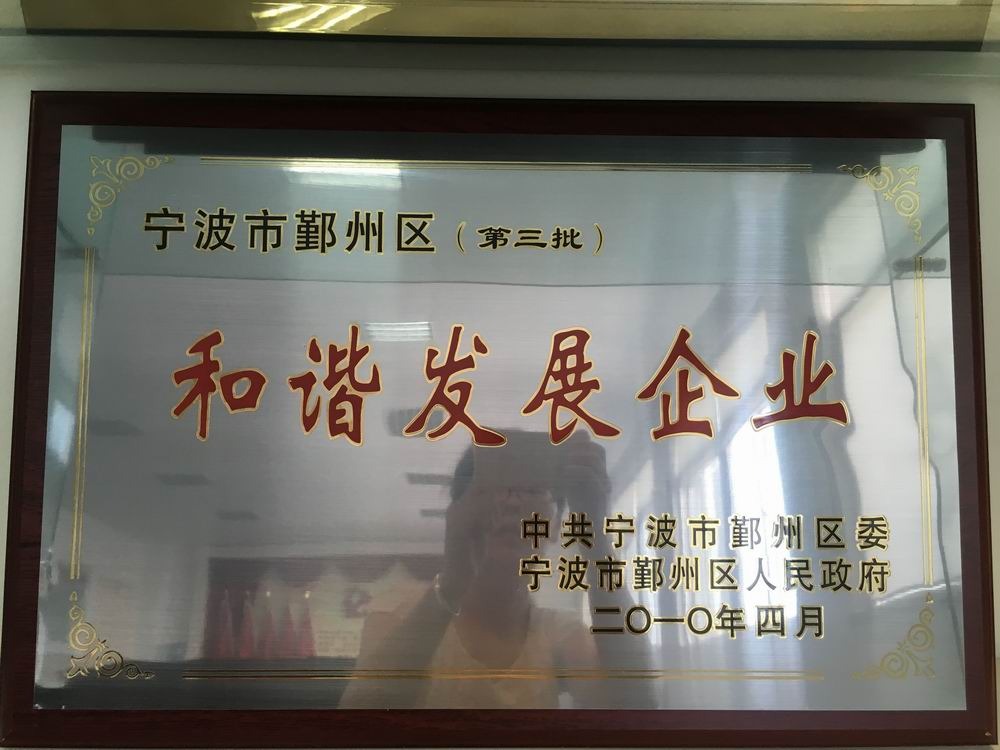 宁波市鄞州区（第三批）
和谐发展企业
中共宁波市鄞州区委
宁波市鄞州区人民政府
二〇一〇年四月